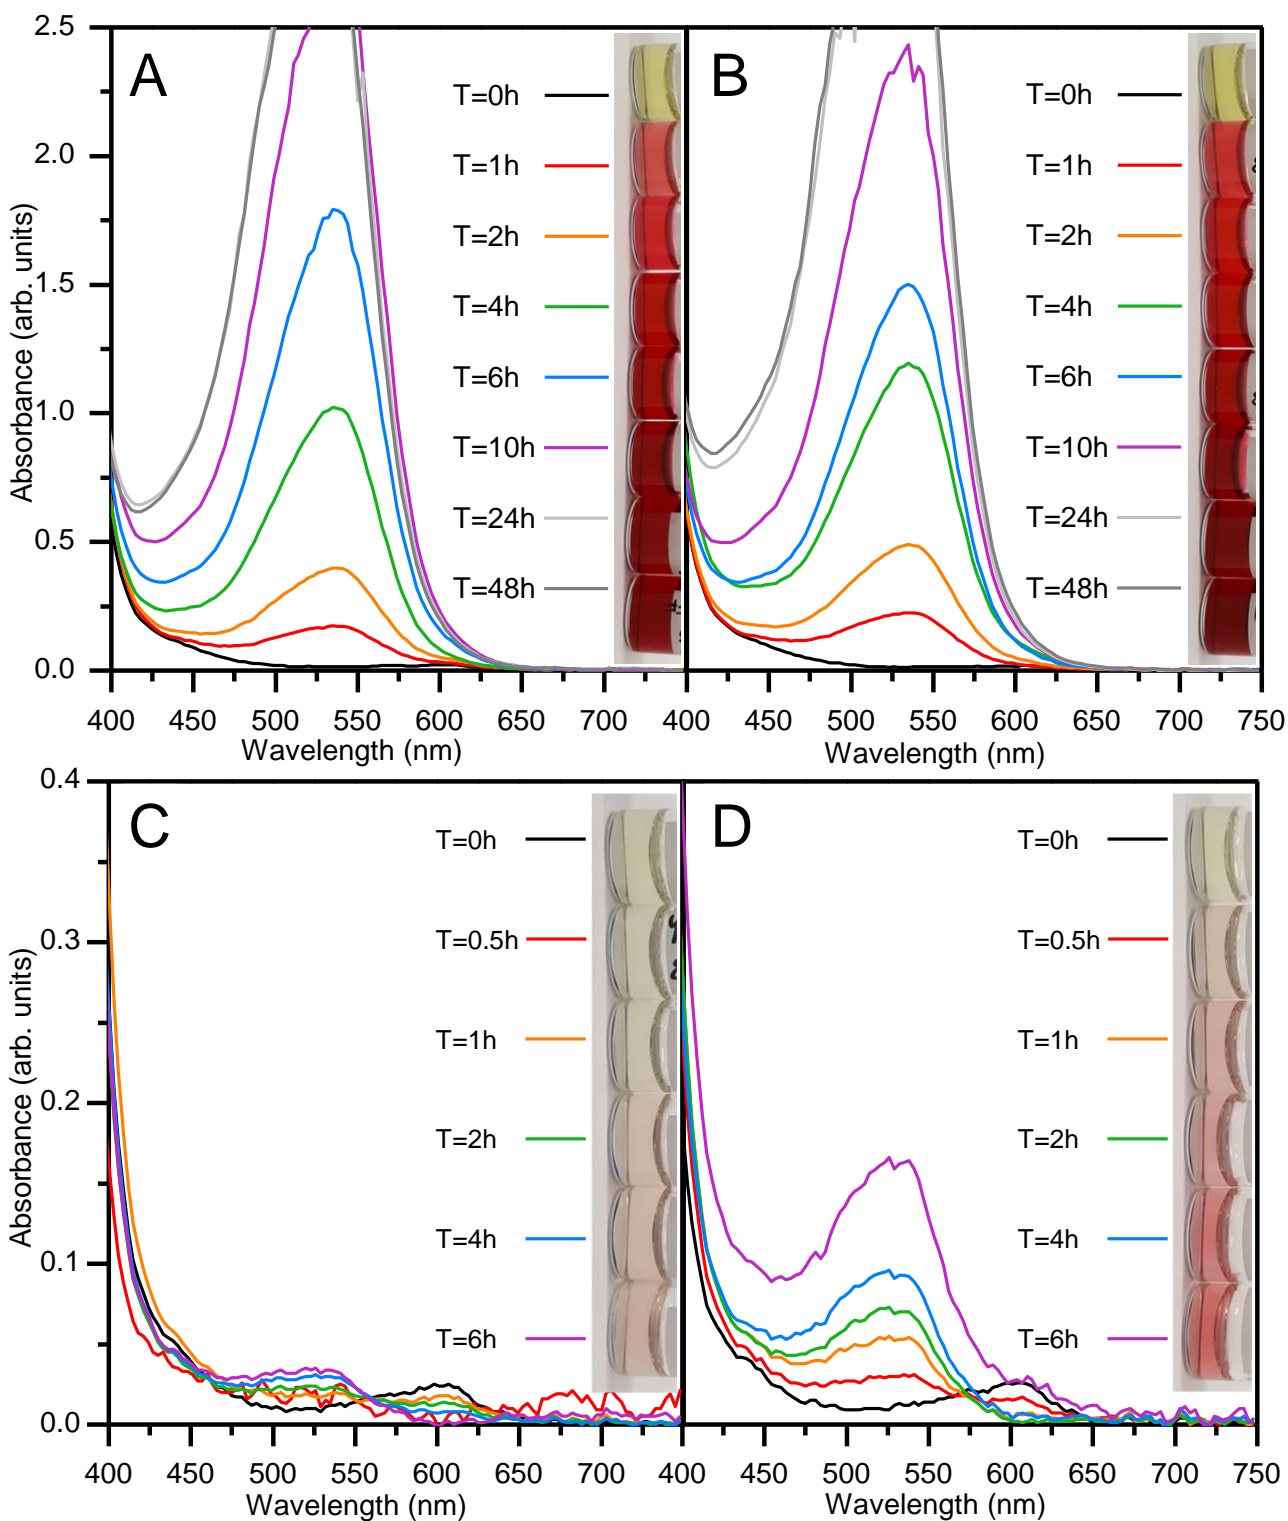 A
B
2.5
2.0
1.5
1.0
0.5
0.0
Absorbance (arb. units)
T=0h
T=1h
T=2h
T=4h
T=6h
T=10h
T=24h
T=48h
T=0h
T=1h
T=2h
T=4h
T=6h
T=10h
T=24h
T=48h
400 450 500 550 600 650 700
400 450 500 550 600 650 700 750
Wavelength (nm)
Wavelength (nm)
C
D
0.4
0.3
0.2
0.1
0.0
Absorbance (arb. units)
T=0h
T=0.5h
T=1h
T=2h
T=4h
T=6h
T=0h
T=0.5h
T=1h
T=2h
T=4h
T=6h
400 450 500 550 600 650 700
400 450 500 550 600 650 700 750
Wavelength (nm)
Wavelength (nm)